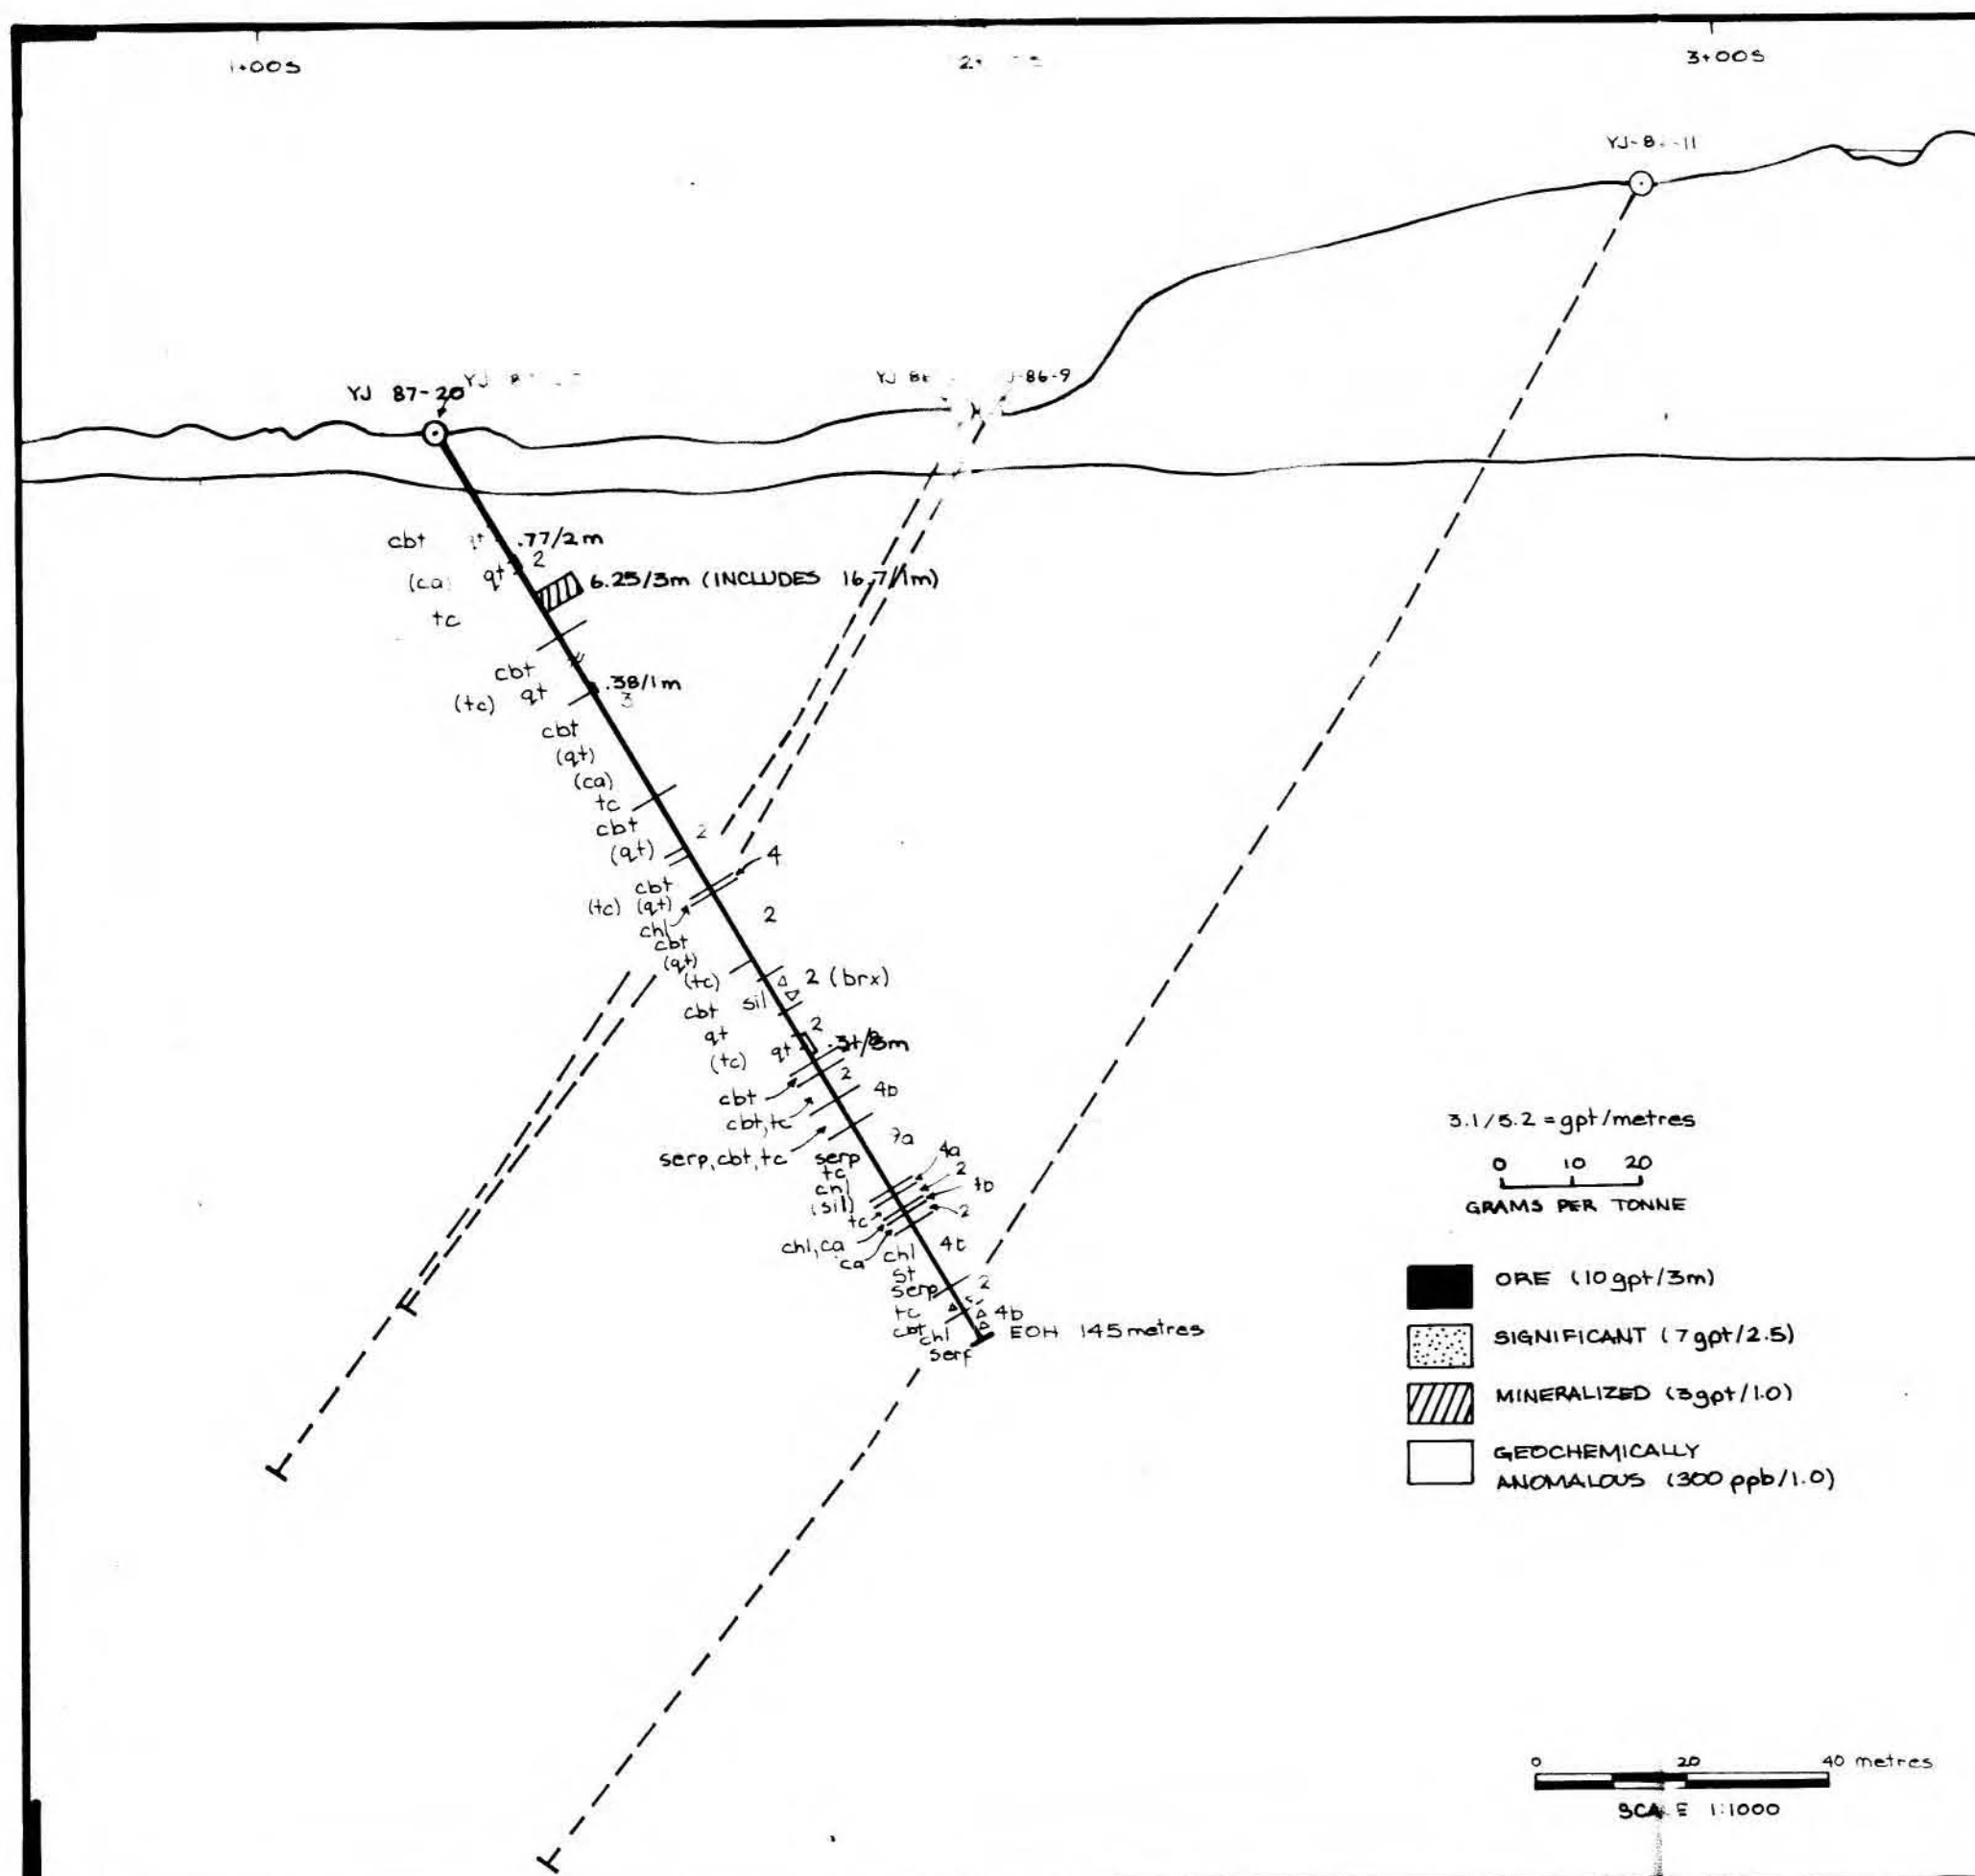 1+00S
3+00S
YJ 87-20
YJ
YJ 86
-86-9
cbt
.77/2m
2
(ca)
qt
6.25/3m (INCLUDES 16.7/1m)
tc
cbt
(tc) qt
.38/1m
3
cbt
(qt)
(ca)
tc
cbt
2
(qt)
4
cbt
(tc) (qt)
2
chl
cbt
(qt)
(tc)
2 (brx)
sil
cbt
2
qt
qt
(tc)
cbt
2
4b
cbt, tc
serp, cbt, tc
7a
serp
tc
chl
(sil)
4a
2
2
tc
chl, ca
ca
chl
st
serp
2
tc
4b
cbt
chl
EOH 145 metres
3.1/5.2 = gpt/metres
0 10 20
GRAMS PER TONNE
ORE (10 gpt/3m)
SIGNIFICANT (7 gpt/2.5)
MINERALIZED (3 gpt/1.0)
GEOCHEMICALLY
ANOMALOUS (300 ppb/1.0)
0 20 40 metres
SCALE 1:1000